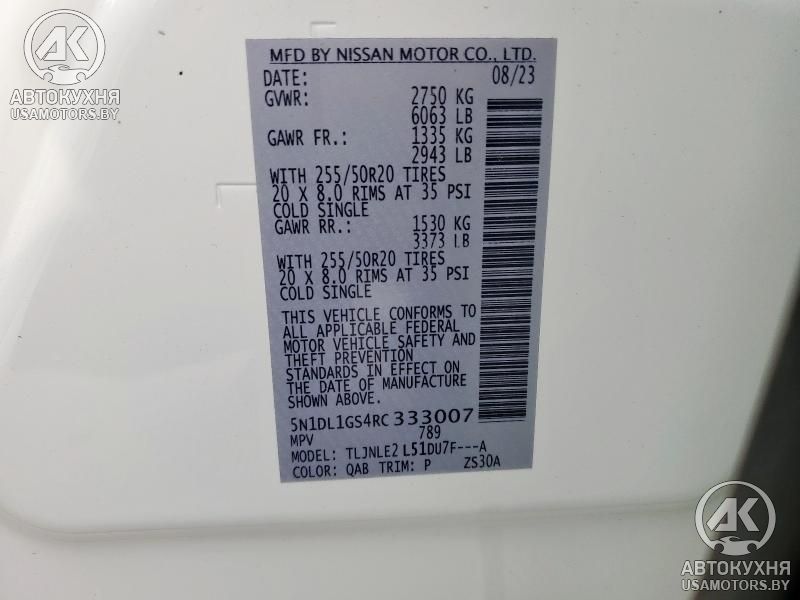 AK
АВТОКУХНЯ
USAMOTORS.BY
MFD BY NISSAN MOTOR CO., LTD.
DATE: 08/23
GVWR: 2750 KG
6063 LB
GAWR FR.: 1335 KG
2943 LB
WITH 255/50R20 TIRES
20 X 8.0 RIMS AT 35 PSI
COLD SINGLE
GAWR RR.: 1530 KG
3373 LB
WITH 255/50R20 TIRES
20 X 8.0 RIMS AT 35 PSI
COLD SINGLE
THIS VEHICLE CONFORMS TO
ALL APPLICABLE FEDERAL
MOTOR VEHICLE SAFETY AND
THEFT PREVENTION
STANDARDS IN EFFECT ON
THE DATE OF MANUFACTURE
SHOWN ABOVE.
5N1DL1GS4RC 333007
MPV 789
MODEL: TLJNLE2 L51DU7F---A
COLOR: QAB TRIM: P ZS30A
AK
АВТОКУХНЯ
USAMOTORS.BY